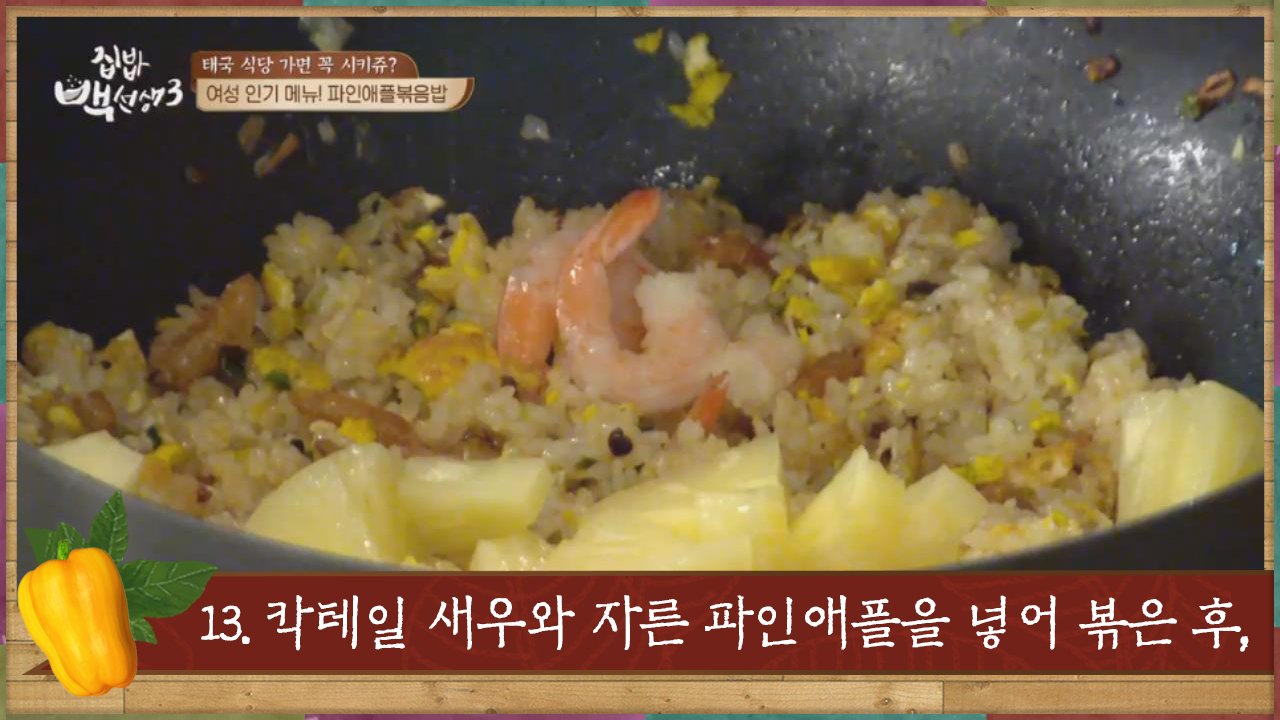 집밥
백선생3
태국 식당 가면 꼭 시키쥬?
여성 인기 메뉴! 파인애플볶음밥
13. 칵테일 새우와 자른 파인애플을 넣어 볶은 후,